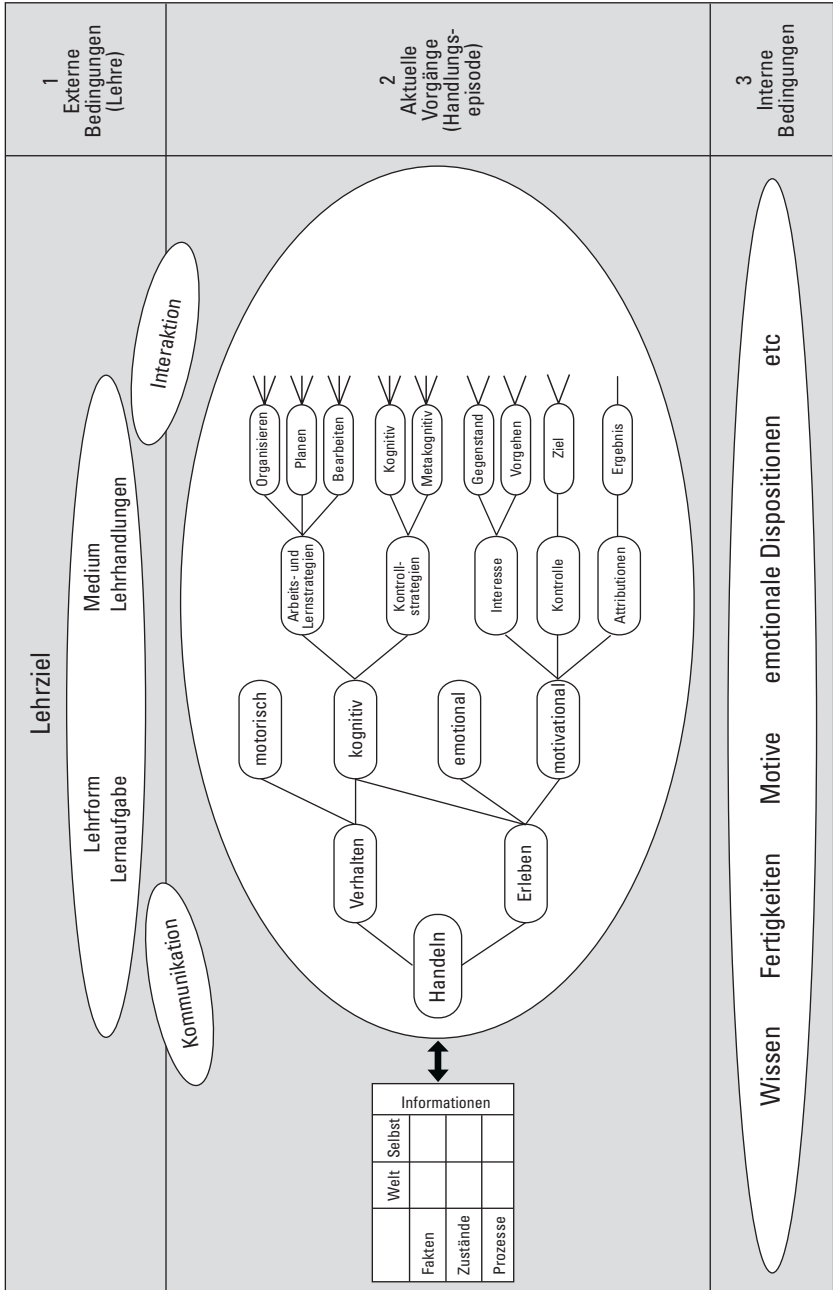 1
Externe
Bedingungen
(Lehre)
Lehrziel
Lehrform
Lernaufgabe
Medium
Lehrhandlungen
Kommunikation
Interaktion
2
Aktuelle
Vorgänge
(Handlungs-
episode)
Informationen
Welt
Selbst
Fakten
Zustände
Prozesse
Handeln
Verhalten
Erleben
motorisch
kognitiv
emotional
motivational
Arbeits- und
Lernstrategien
Kontroll-
strategien
Interesse
Kontrolle
Attributionen
Organisieren
Planen
Bearbeiten
Kognitiv
Metakognitiv
Gegenstand
Vorgehen
Ziel
Ergebnis
3
Interne
Bedingungen
Wissen Fertigkeiten Motive emotionale Dispositionen etc